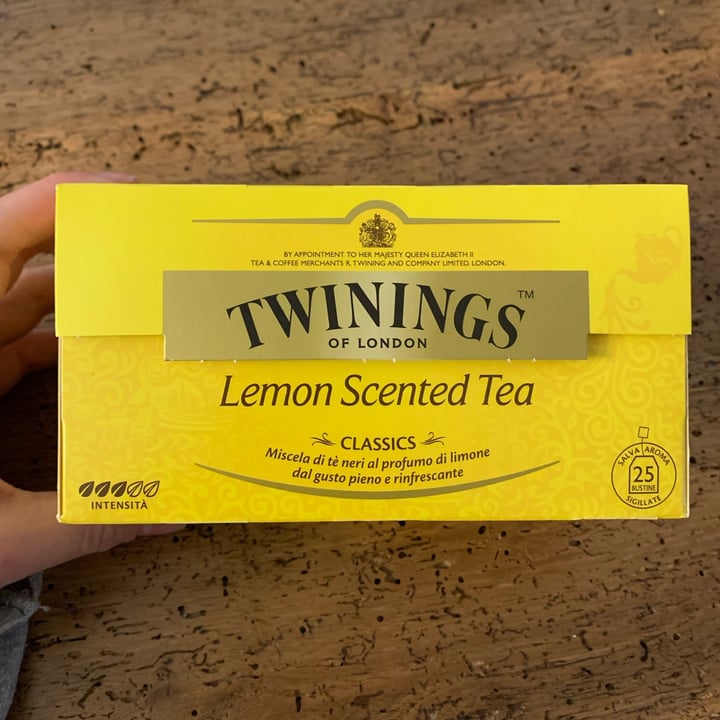 BY APPOINTMENT TO HER MAJESTY QUEEN ELIZABETH II
TEA & COFFEE MERCHANTS R. TWINING AND COMPANY LIMITED. LONDON.
TWININGS™
OF LONDON
Lemon Scented Tea
CLASSICS
Miscela di tè neri al profumo di limone
dal gusto pieno e rinfrescante
INTENSITÀ
SALVA AROMA
25
BUSTINE
SIGILLATE